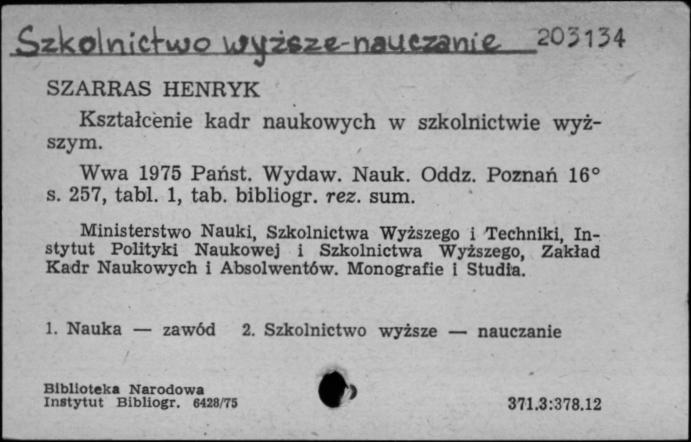 Szkolnictwo wyższe-nauczanie 203134
SZARRAS HENRYK
Kształcenie kadr naukowych w szkolnictwie wyż-
szym.
Wwa 1975 Państ. Wydaw. Nauk. Oddz. Poznań 16°
s. 257, tabl. 1, tab. bibliogr. rez. sum.
Ministerstwo Nauki, Szkolnictwa Wyższego i Techniki, In-
stytut Polityki Naukowej i Szkolnictwa Wyższego, Zakład
Kadr Naukowych i Absolwentów. Monografie i Studia.
1. Nauka — zawód 2. Szkolnictwo wyższe — nauczanie
Biblioteka Narodowa
Instytut Bibliogr. 6428/75
371.3:378.12